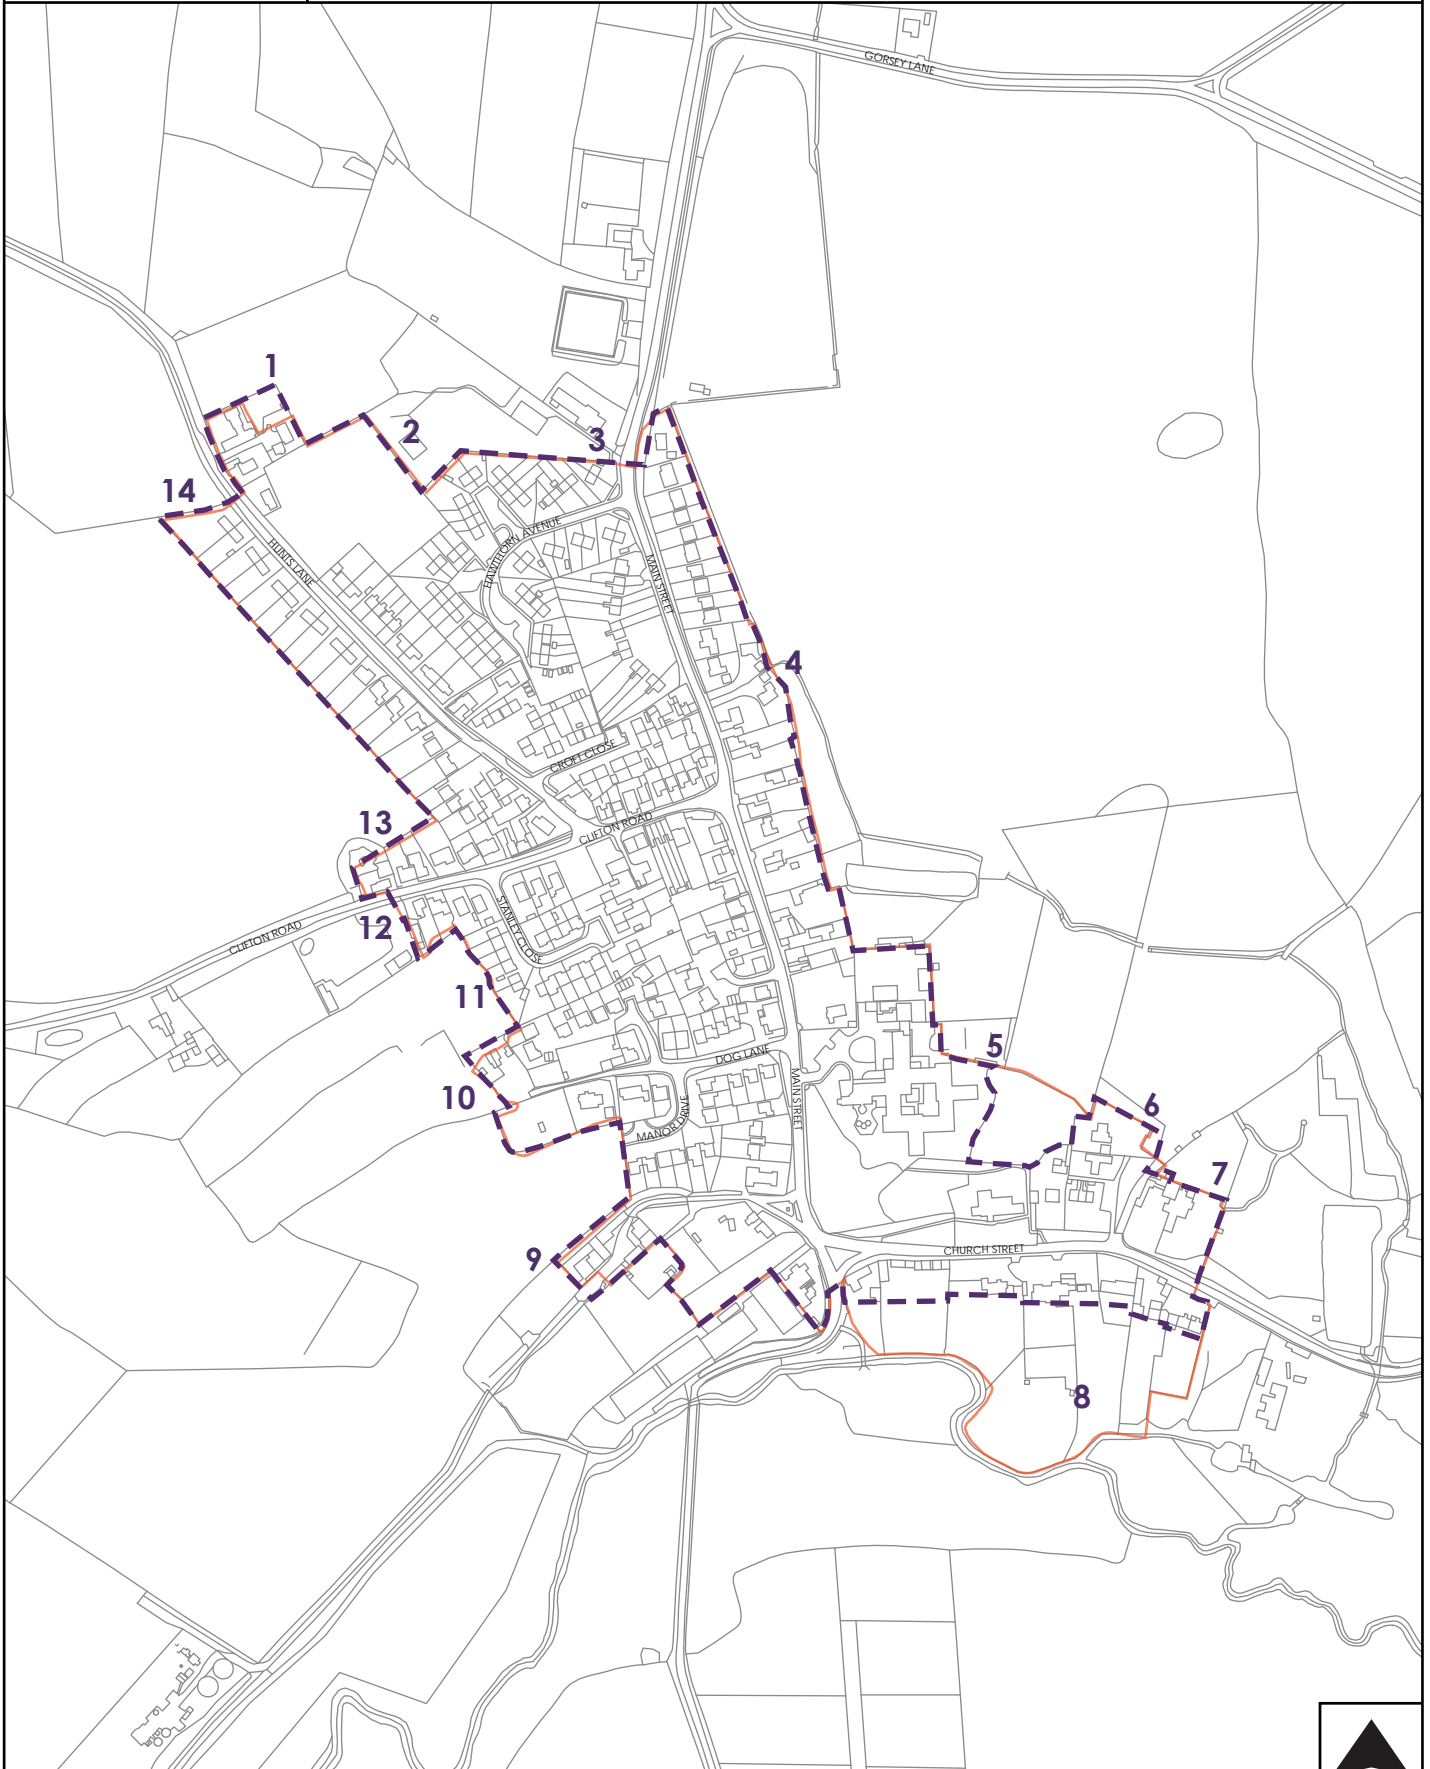 GORSEY LANE
1
2
3
14
HAWTHORN AVENUE
HUNTS LANE
MAIN STREET
4
CROFT CLOSE
13
CLIFTON ROAD
12
CLIFTON ROAD
STANLEY CLOSE
11
5
DOG LANE
10
MAIN STREET
MANOR DRIVE
6
7
9
CHURCH STREET
8